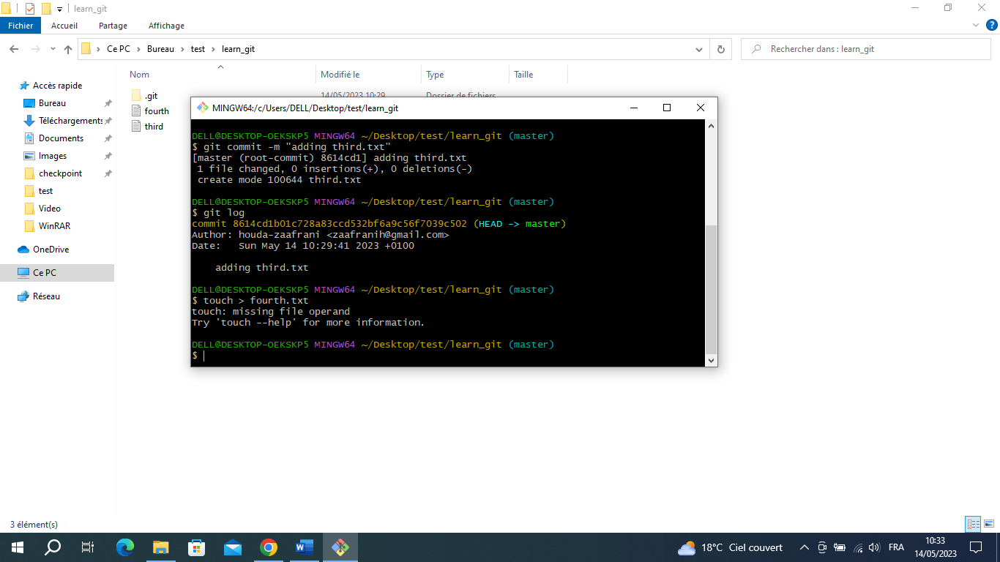 learn_git
Fichier Accueil Partage Affichage
Ce PC Bureau test learn_git
Rechercher dans : learn_git
Nom Modifié le Type Taille
Accès rapide
Bureau
Téléchargements
Documents
Images
checkpoint
test
Video
WinRAR
OneDrive
Ce PC
Réseau
.git 14/05/2023 10:29 Dossier de fichiers
fourth
third
MINGW64:/c/Users/DELL/Desktop/test/learn_git
DELL@DESKTOP-OEKSKP5 MINGW64 ~/Desktop/test/learn_git (master)
$ git commit -m "adding third.txt"
[master (root-commit) 8614cd1] adding third.txt
1 file changed, 0 insertions(+), 0 deletions(-)
create mode 100644 third.txt
DELL@DESKTOP-OEKSKP5 MINGW64 ~/Desktop/test/learn_git (master)
$ git log
commit 8614cd1b01c728a83ccd532bf6a9c56f7039c502 (HEAD -> master)
Author: houda-zaafrani <zaafranih@gmail.com>
Date: Sun May 14 10:29:41 2023 +0100
adding third.txt
DELL@DESKTOP-OEKSKP5 MINGW64 ~/Desktop/test/learn_git (master)
$ touch > fourth.txt
touch: missing file operand
Try 'touch --help' for more information.
DELL@DESKTOP-OEKSKP5 MINGW64 ~/Desktop/test/learn_git (master)
$
3 élément(s)
18°C Ciel couvert
FRA
10:33
14/05/2023